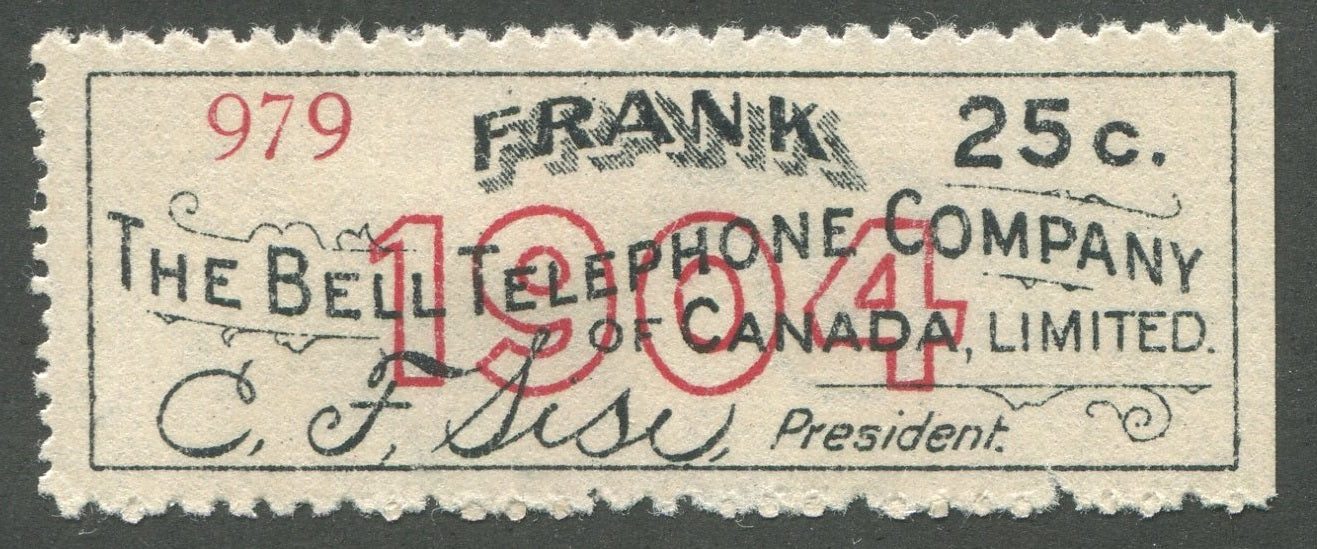 979 FRANK 25c.
1904
THE BELL TELEPHONE COMPANY
OF CANADA, LIMITED.
C. F. Sise, President.